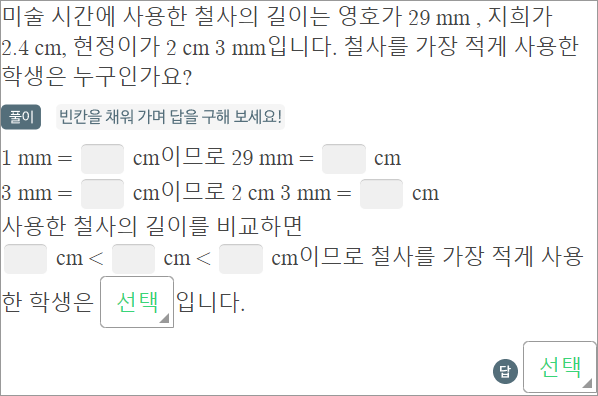 미술 시간에 사용한 철사의 길이는 영호가 29 mm , 지희가
2.4 cm, 현정이가 2 cm 3 mm입니다. 철사를 가장 적게 사용한
학생은 누구인가요?
풀이 빈칸을 채워 가며 답을 구해 보세요!
1 mm = cm이므로 29 mm = cm
3 mm = cm이므로 2 cm 3 mm = cm
사용한 철사의 길이를 비교하면
cm < cm < cm이므로 철사를 가장 적게 사용
한 학생은 선택 입니다.
답 선택